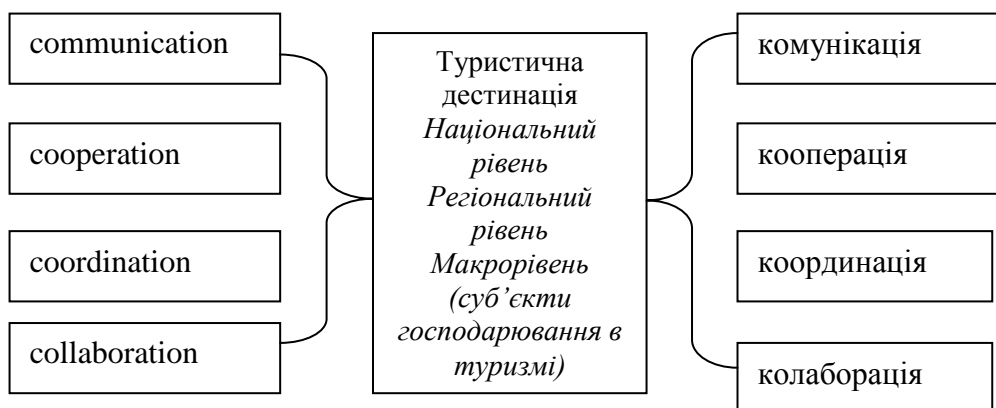 communication
cooperation
coordination
collaboration
Туристична
дестинація
Національний
рівень
Регіональний
рівень
Макрорівень
(суб’єкти
господарювання в
туризмі)
комунікація
кооперація
координація
колаборація